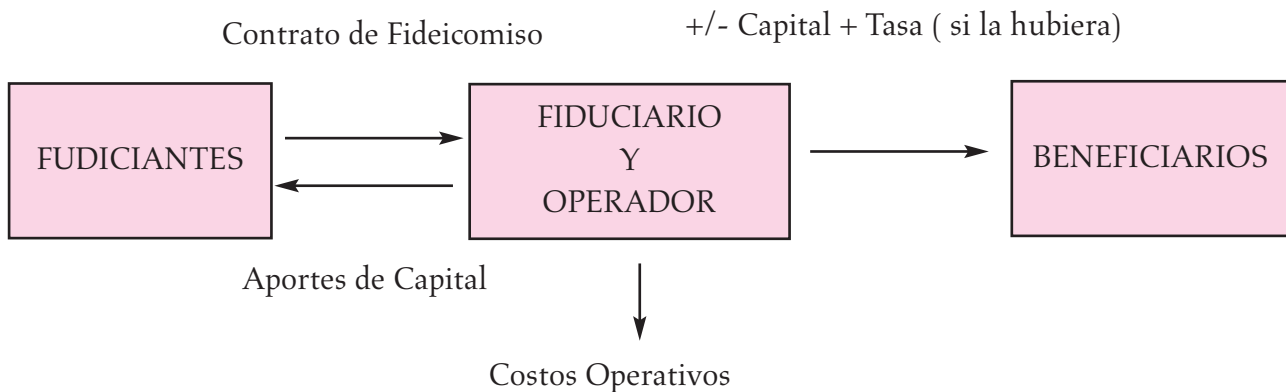 Contrato de Fideicomiso
+/- Capital + Tasa ( si la hubiera)
FUDICIANTES
FIDUCIARIO
Y
OPERADOR
BENEFICIARIOS
Aportes de Capital
Costos Operativos